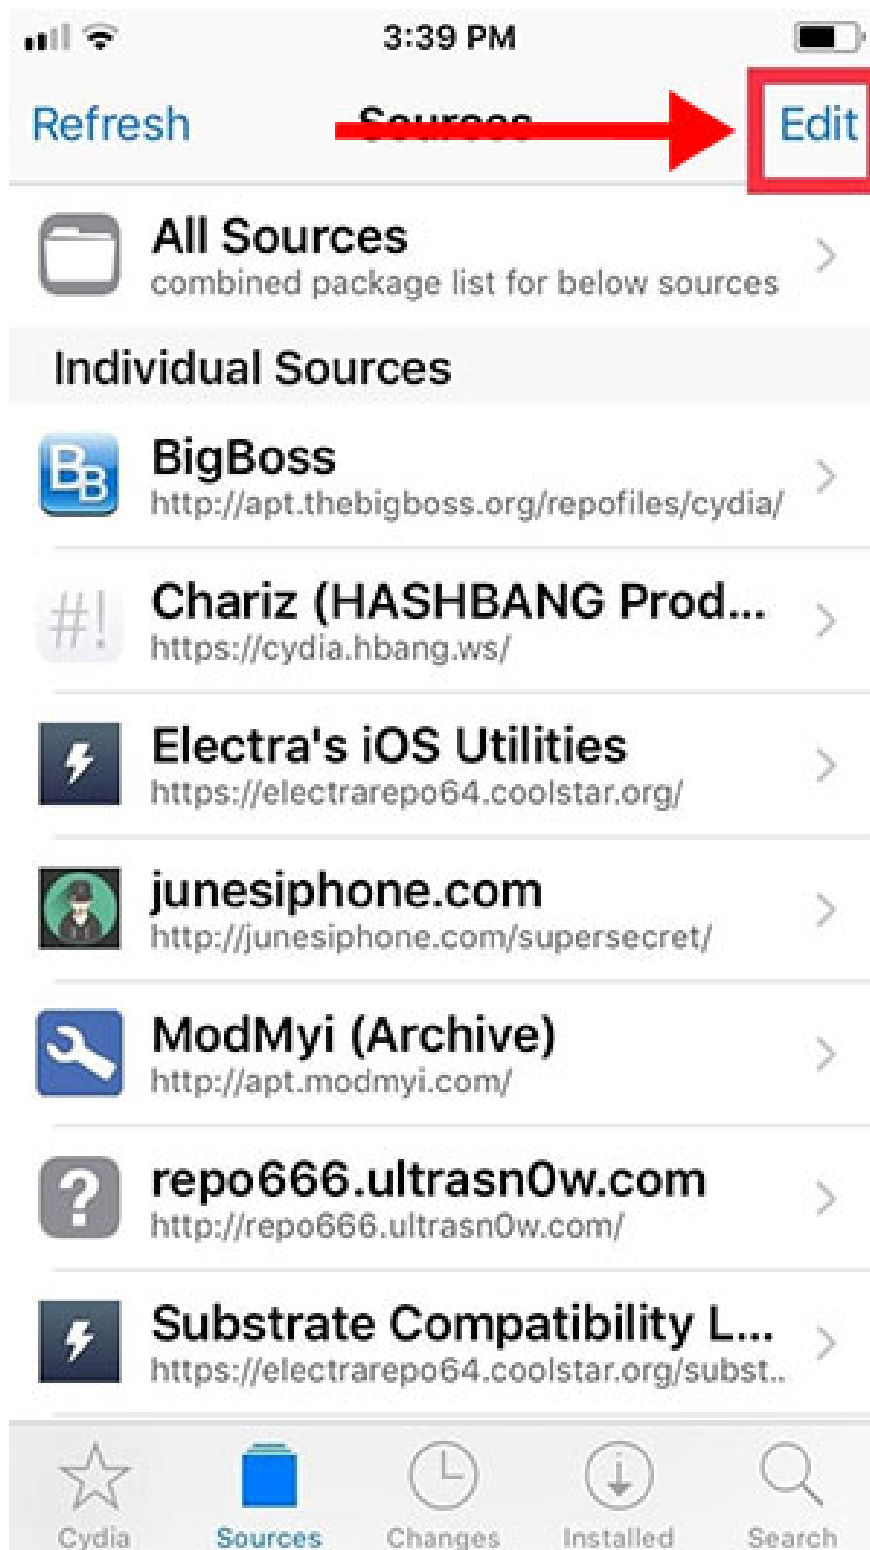 3:39 PM
Refresh
Sources
Edit
All Sources
combined package list for below sources
Individual Sources
BB
BigBoss
http://apt.thebigboss.org/repofiles/cydia/
#!
Chariz (HASHBANG Prod...
https://cydia.hbang.ws/
Electra's iOS Utilities
https://electrarepo64.coolstar.org/
junesiphone.com
http://junesiphone.com/supersecret/
ModMyi (Archive)
http://apt.modmyi.com/
?
repo666.ultrasn0w.com
http://repo666.ultrasn0w.com/
Substrate Compatibility L...
https://electrarepo64.coolstar.org/subst..
Cydia
Sources
Changes
Installed
Search